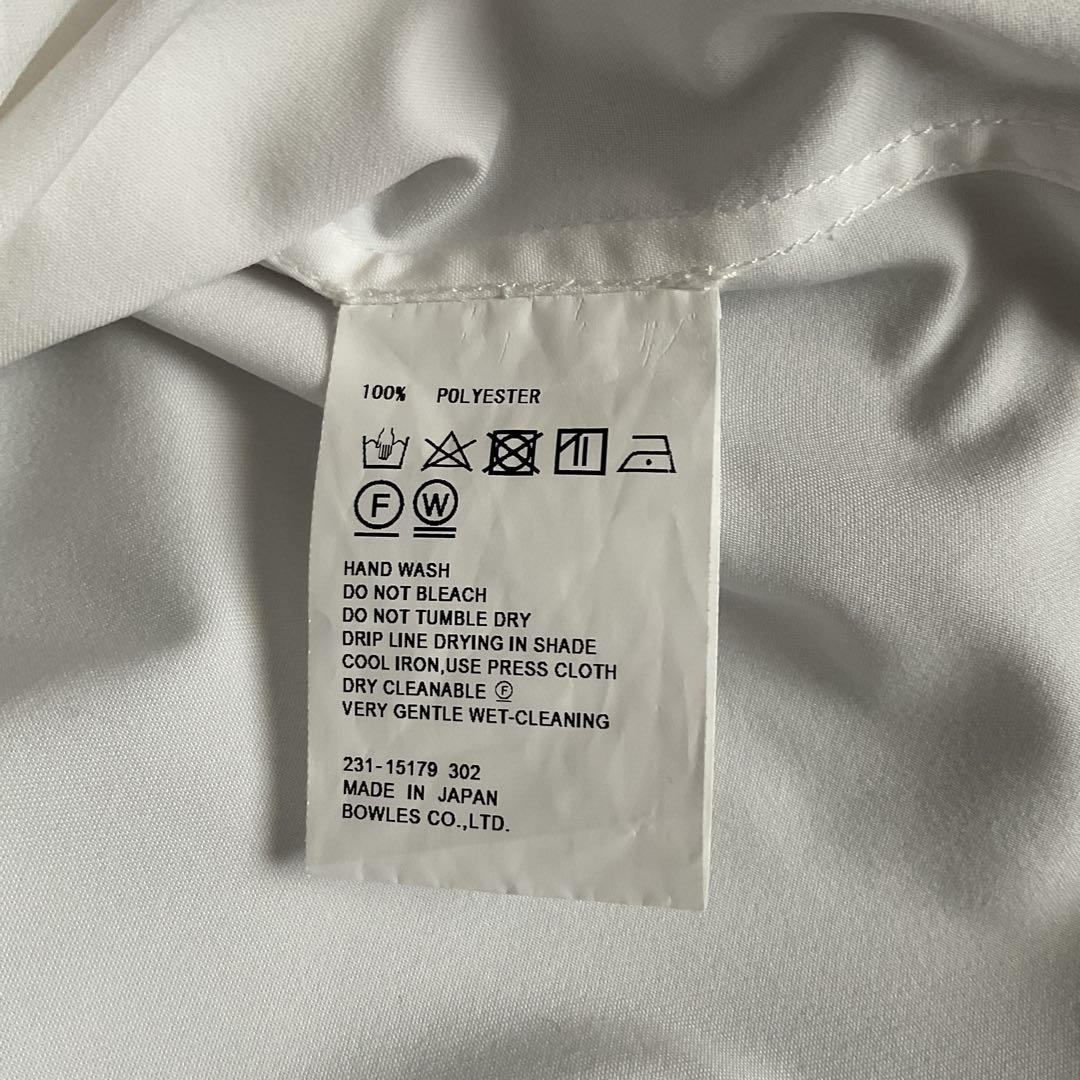 100% POLYESTER
F W
HAND WASH
DO NOT BLEACH
DO NOT TUMBLE DRY
DRIP LINE DRYING IN SHADE
COOL IRON,USE PRESS CLOTH
DRY CLEANABLE Ⓕ
VERY GENTLE WET-CLEANING
231-15179 302
MADE IN JAPAN
BOWLES CO.,LTD.